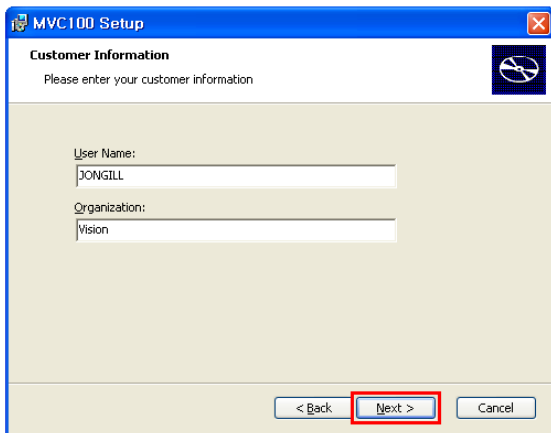 MVC100 Setup
Customer Information
Please enter your customer information
User Name:
JONGILL
Organization:
Vision
< Back
Next >
Cancel